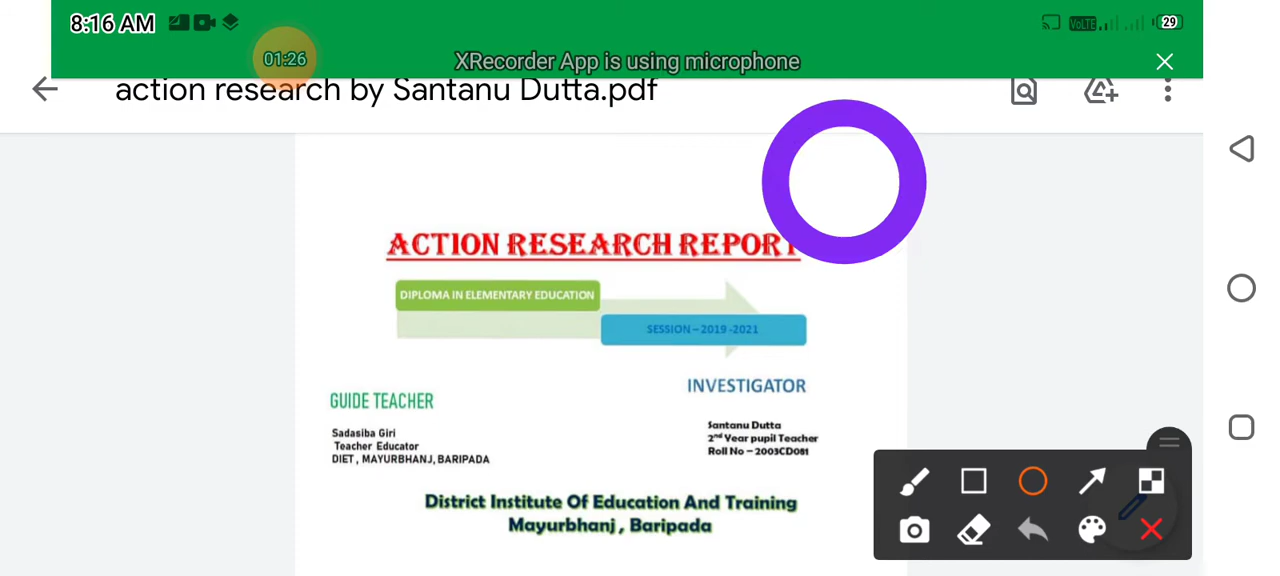 8:16 AM
VoLTE
29
01:26
XRecorder App is using microphone
action research by Santanu Dutta.pdf
ACTION RESEARCH REPORT
DIPLOMA IN ELEMENTARY EDUCATION
SESSION – 2019 -2021
INVESTIGATOR
GUIDE TEACHER
Santanu Dutta
Sadasiba Giri
2nd Year pupil Teacher
Teacher Educator
Roll No – 2003CD081
DIET , MAYURBHANJ, BARIPADA
District Institute Of Education And Training
Mayurbhanj , Baripada